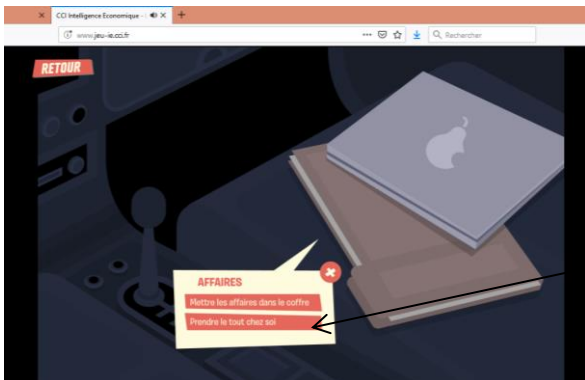 CCI Intelligence Economique -
www.jeu-ie.cci.fr
Rechercher
RETOUR
AFFAIRES
Mettre les affaires dans le coffre
Prendre le tout chez soi